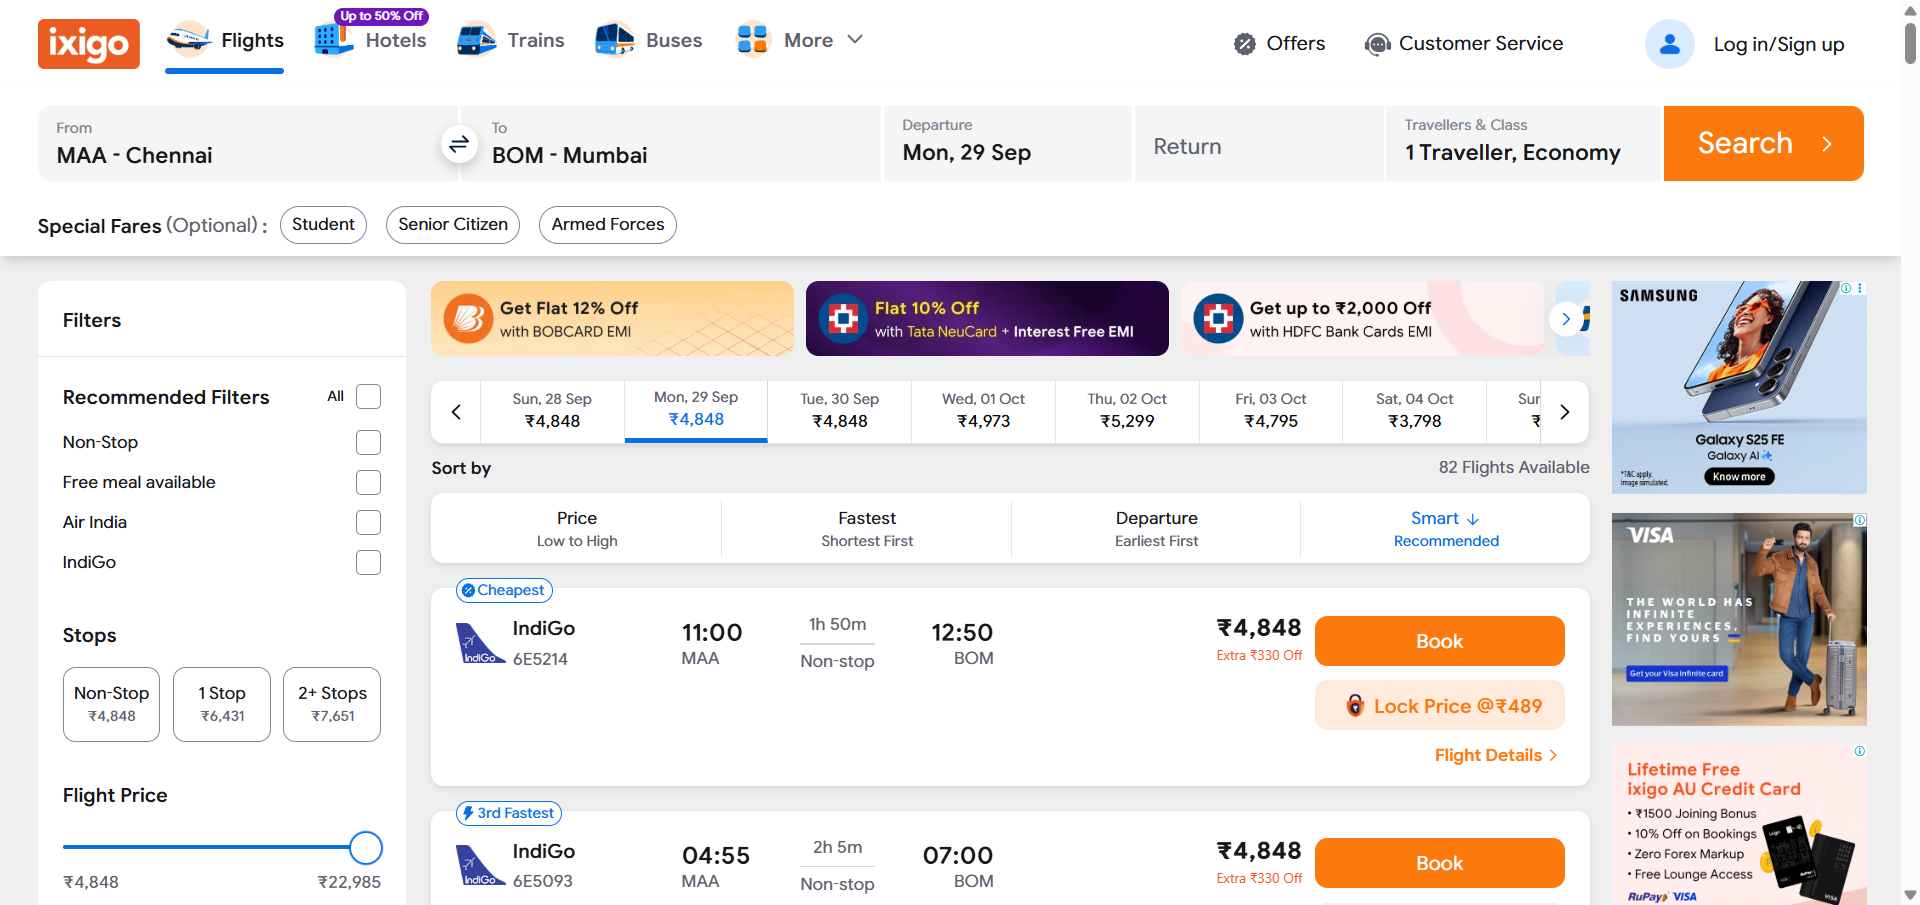 ixigo
Flights
Up to 50% Off
Hotels
Trains
Buses
More
Offers
Customer Service
Log in/Sign up
From
MAA - Chennai
To
BOM - Mumbai
Departure
Mon, 29 Sep
Return
Travellers & Class
1 Traveller, Economy
Search
Special Fares (Optional) :
Student
Senior Citizen
Armed Forces
Filters
Recommended Filters
All
Non-Stop
Free meal available
Air India
IndiGo
Stops
Non-Stop
₹4,848
1 Stop
₹6,431
2+ Stops
₹7,651
Flight Price
₹4,848
₹22,985
Get Flat 12% Off
with BOBCARD EMI
Flat 10% Off
with Tata NeuCard + Interest Free EMI
Get up to ₹2,000 Off
with HDFC Bank Cards EMI
Sun, 28 Sep
₹4,848
Mon, 29 Sep
₹4,848
Tue, 30 Sep
₹4,848
Wed, 01 Oct
₹4,973
Thu, 02 Oct
₹5,299
Fri, 03 Oct
₹4,795
Sat, 04 Oct
₹3,798
Sur
₹
Sort by
82 Flights Available
Price
Low to High
Fastest
Shortest First
Departure
Earliest First
Smart
Recommended
Cheapest
IndiGo
IndiGo
6E5214
11:00
MAA
1h 50m
Non-stop
12:50
BOM
₹4,848
Extra ₹330 Off
Book
Lock Price @₹489
Flight Details
3rd Fastest
IndiGo
IndiGo
6E5093
04:55
MAA
2h 5m
Non-stop
07:00
BOM
₹4,848
Extra ₹330 Off
Book
SAMSUNG
Galaxy S25 FE
Galaxy AI
*T&C apply.
Image simulated.
Know more
VISA
THE WORLD HAS
INFINITE
EXPERIENCES,
FIND YOURS
Get your Visa Infinite card
Lifetime Free
ixigo AU Credit Card
• ₹1500 Joining Bonus
• 10% Off on Bookings
• Zero Forex Markup
• Free Lounge Access
RuPay VISA